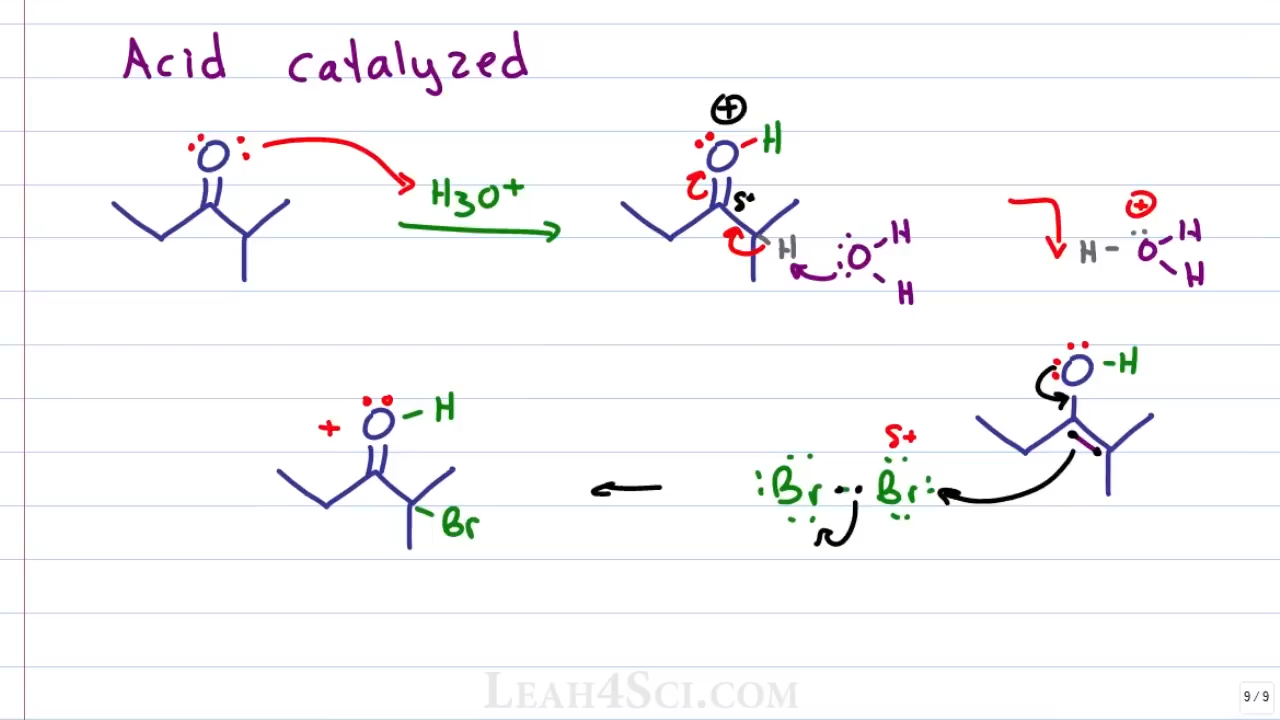 Acid catalyzed
⊕
O O H
H3O+ δ+ ⊕
H O H H O H
H H
O H
O H
+ δ+
Br Br
Br
LEAH4SCI.COM
9 / 9